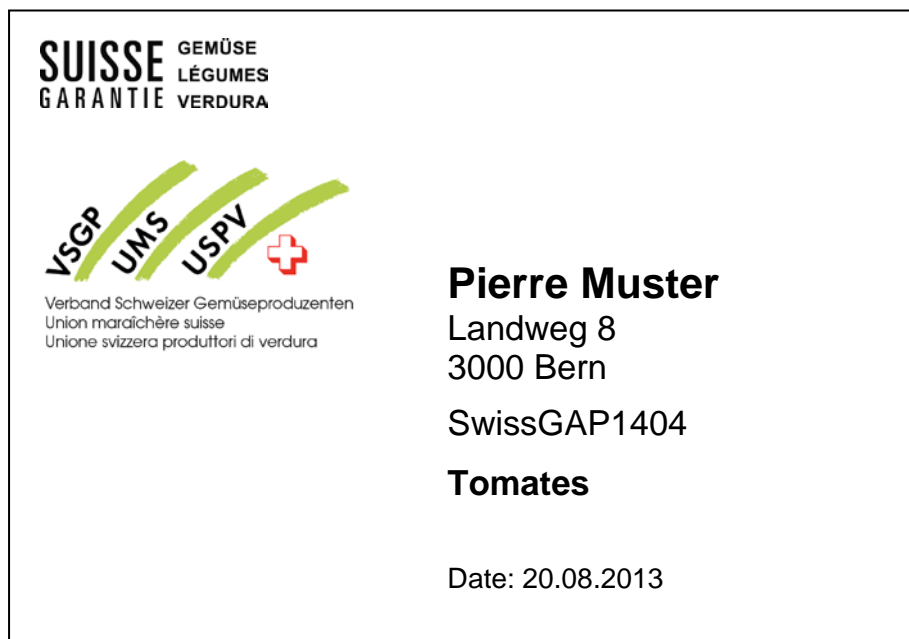 SUISSE GARANTIE
GEMÜSE
LÉGUMES
VERDURA
VSGP
UMS
USPV
Verband Schweizer Gemüseproduzenten
Union maraîchère suisse
Unione svizzera produttori di verdura
Pierre Muster
Landweg 8
3000 Bern
SwissGAP1404
Tomates
Date: 20.08.2013